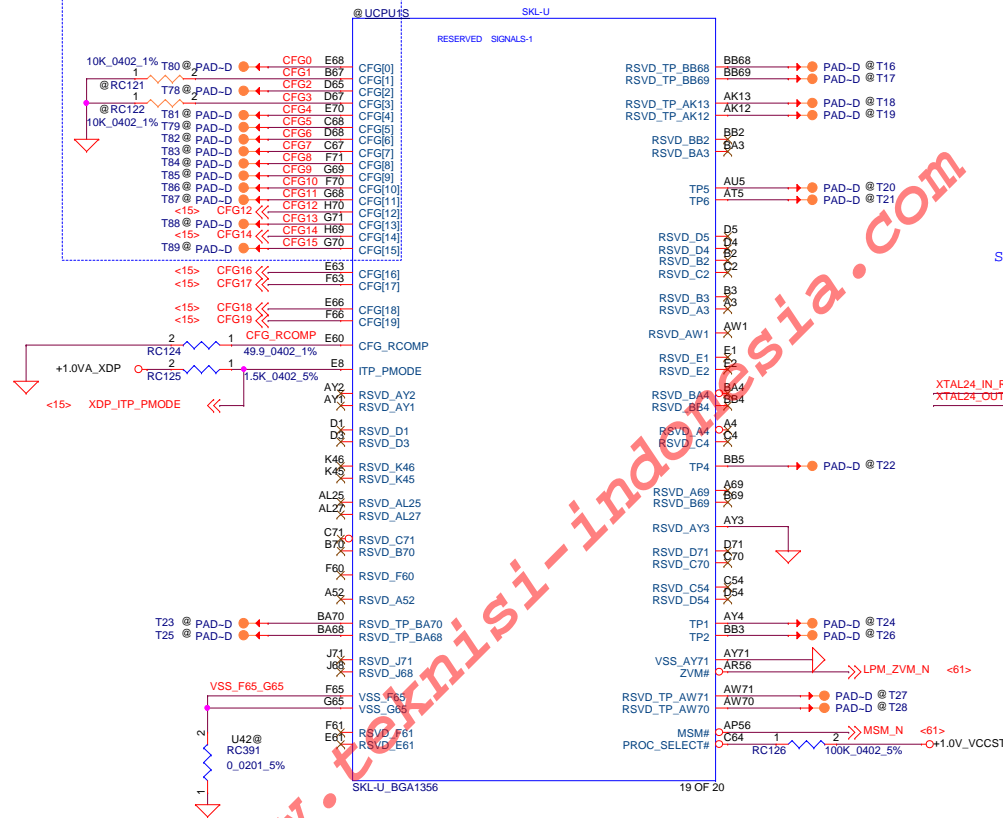 @ UCPU1S
SKL-U
RESERVED SIGNALS-1
10K_0402_1%
T80@ PAD~D CFG0 E68 CFG[0]
1 2 CFG1 B67 CFG[1]
@RC121
T78@ PAD~D CFG2 D65 CFG[2]
1 2 CFG3 D67 CFG[3]
@RC122
10K_0402_1%
T81@ PAD~D CFG4 E70 CFG[4]
T79@ PAD~D CFG5 C68 CFG[5]
T82@ PAD~D CFG6 D68 CFG[6]
T83@ PAD~D CFG7 C67 CFG[7]
T84@ PAD~D CFG8 F71 CFG[8]
T85@ PAD~D CFG9 G69 CFG[9]
T86@ PAD~D CFG10 F70 CFG[10]
T87@ PAD~D CFG11 G68 CFG[11]
<15> CFG12 CFG12 H70 CFG[12]
T88@ PAD~D CFG13 G71 CFG[13]
<15> CFG14 CFG14 H69 CFG[14]
T89@ PAD~D CFG15 G70 CFG[15]
<15> CFG16 E63 CFG[16]
<15> CFG17 F63 CFG[17]
<15> CFG18 E66 CFG[18]
<15> CFG19 F66 CFG[19]
2 1 CFG_RCOMP E60 CFG_RCOMP
RC124 49.9_0402_1%
+1.0VA_XDP 2 1 E8 ITP_PMODE
RC125 1.5K_0402_5%
<15> XDP_ITP_PMODE
AY2 RSVD_AY2
AY1 RSVD_AY1
D1 RSVD_D1
D3 RSVD_D3
K46 RSVD_K46
K45 RSVD_K45
AL25 RSVD_AL25
AL27 RSVD_AL27
C71 RSVD_C71
B70 RSVD_B70
F60 RSVD_F60
A52 RSVD_A52
T23 @ PAD~D BA70 RSVD_TP_BA70
T25 @ PAD~D BA68 RSVD_TP_BA68
J71 RSVD_J71
J68 RSVD_J68
VSS_F65_G65 F65 VSS_F65
G65 VSS_G65
F61 RSVD_F61
E61 RSVD_E61
2
U42@
RC391
0_0201_5%
1
RSVD_TP_BB68 BB68 PAD~D @T16
RSVD_TP_BB69 BB69 PAD~D @T17
RSVD_TP_AK13 AK13 PAD~D @T18
RSVD_TP_AK12 AK12 PAD~D @T19
RSVD_BB2 BB2
RSVD_BA3 BA3
TP5 AU5 PAD~D @T20
TP6 AT5 PAD~D @T21
RSVD_D5 D5
RSVD_D4 D4
RSVD_B2 B2
RSVD_C2 C2
RSVD_B3 B3
RSVD_A3 A3
RSVD_AW1 AW1
RSVD_E1 E1
RSVD_E2 E2
RSVD_BA4 BA4
RSVD_BB4 BB4
RSVD_A4 A4
RSVD_C4 C4
TP4 BB5 PAD~D @T22
RSVD_A69 A69
RSVD_B69 B69
RSVD_AY3 AY3
RSVD_D71 D71
RSVD_C70 C70
RSVD_C54 C54
RSVD_D54 D54
TP1 AY4 PAD~D @T24
TP2 BB3 PAD~D @T26
VSS_AY71 AY71
ZVM# AR56 LPM_ZVM_N <61>
RSVD_TP_AW71 AW71 PAD~D @T27
RSVD_TP_AW70 AW70 PAD~D @T28
MSM# AP56 MSM_N <61>
PROC_SELECT# C64 1 2 +1.0V_VCCST
RC126 100K_0402_5%
SKL-U_BGA1356
19 OF 20
S
XTAL24_IN_R
XTAL24_OUT
w.teknisi-indonesia.com